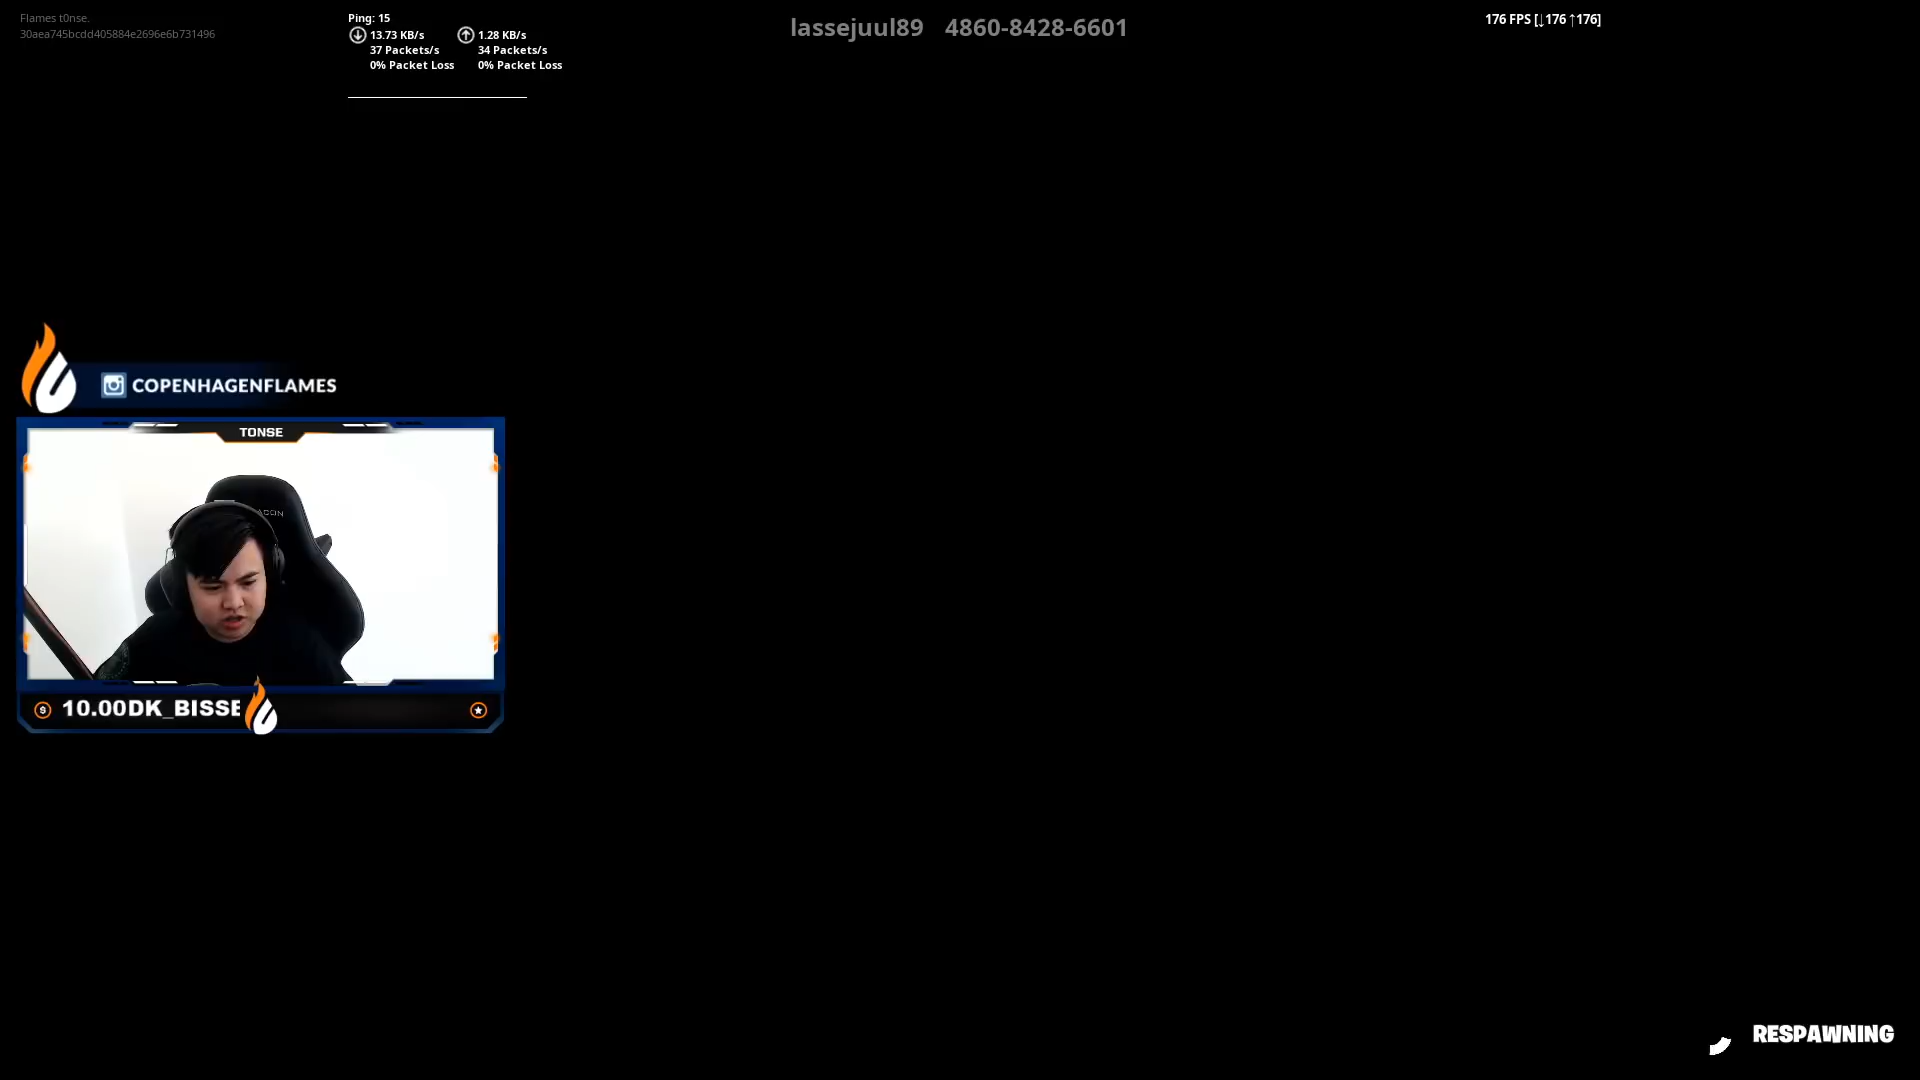 Flames t0nse.
30aea745bcdd405884e2696e6b731496
Ping: 15
13.73 KB/s 1.28 KB/s
37 Packets/s 34 Packets/s
0% Packet Loss 0% Packet Loss
lassejuul89 4860-8428-6601
176 FPS [↓176 ↑176]
COPENHAGENFLAMES
TONSE
10.00DK_BISSE
RESPAWNING